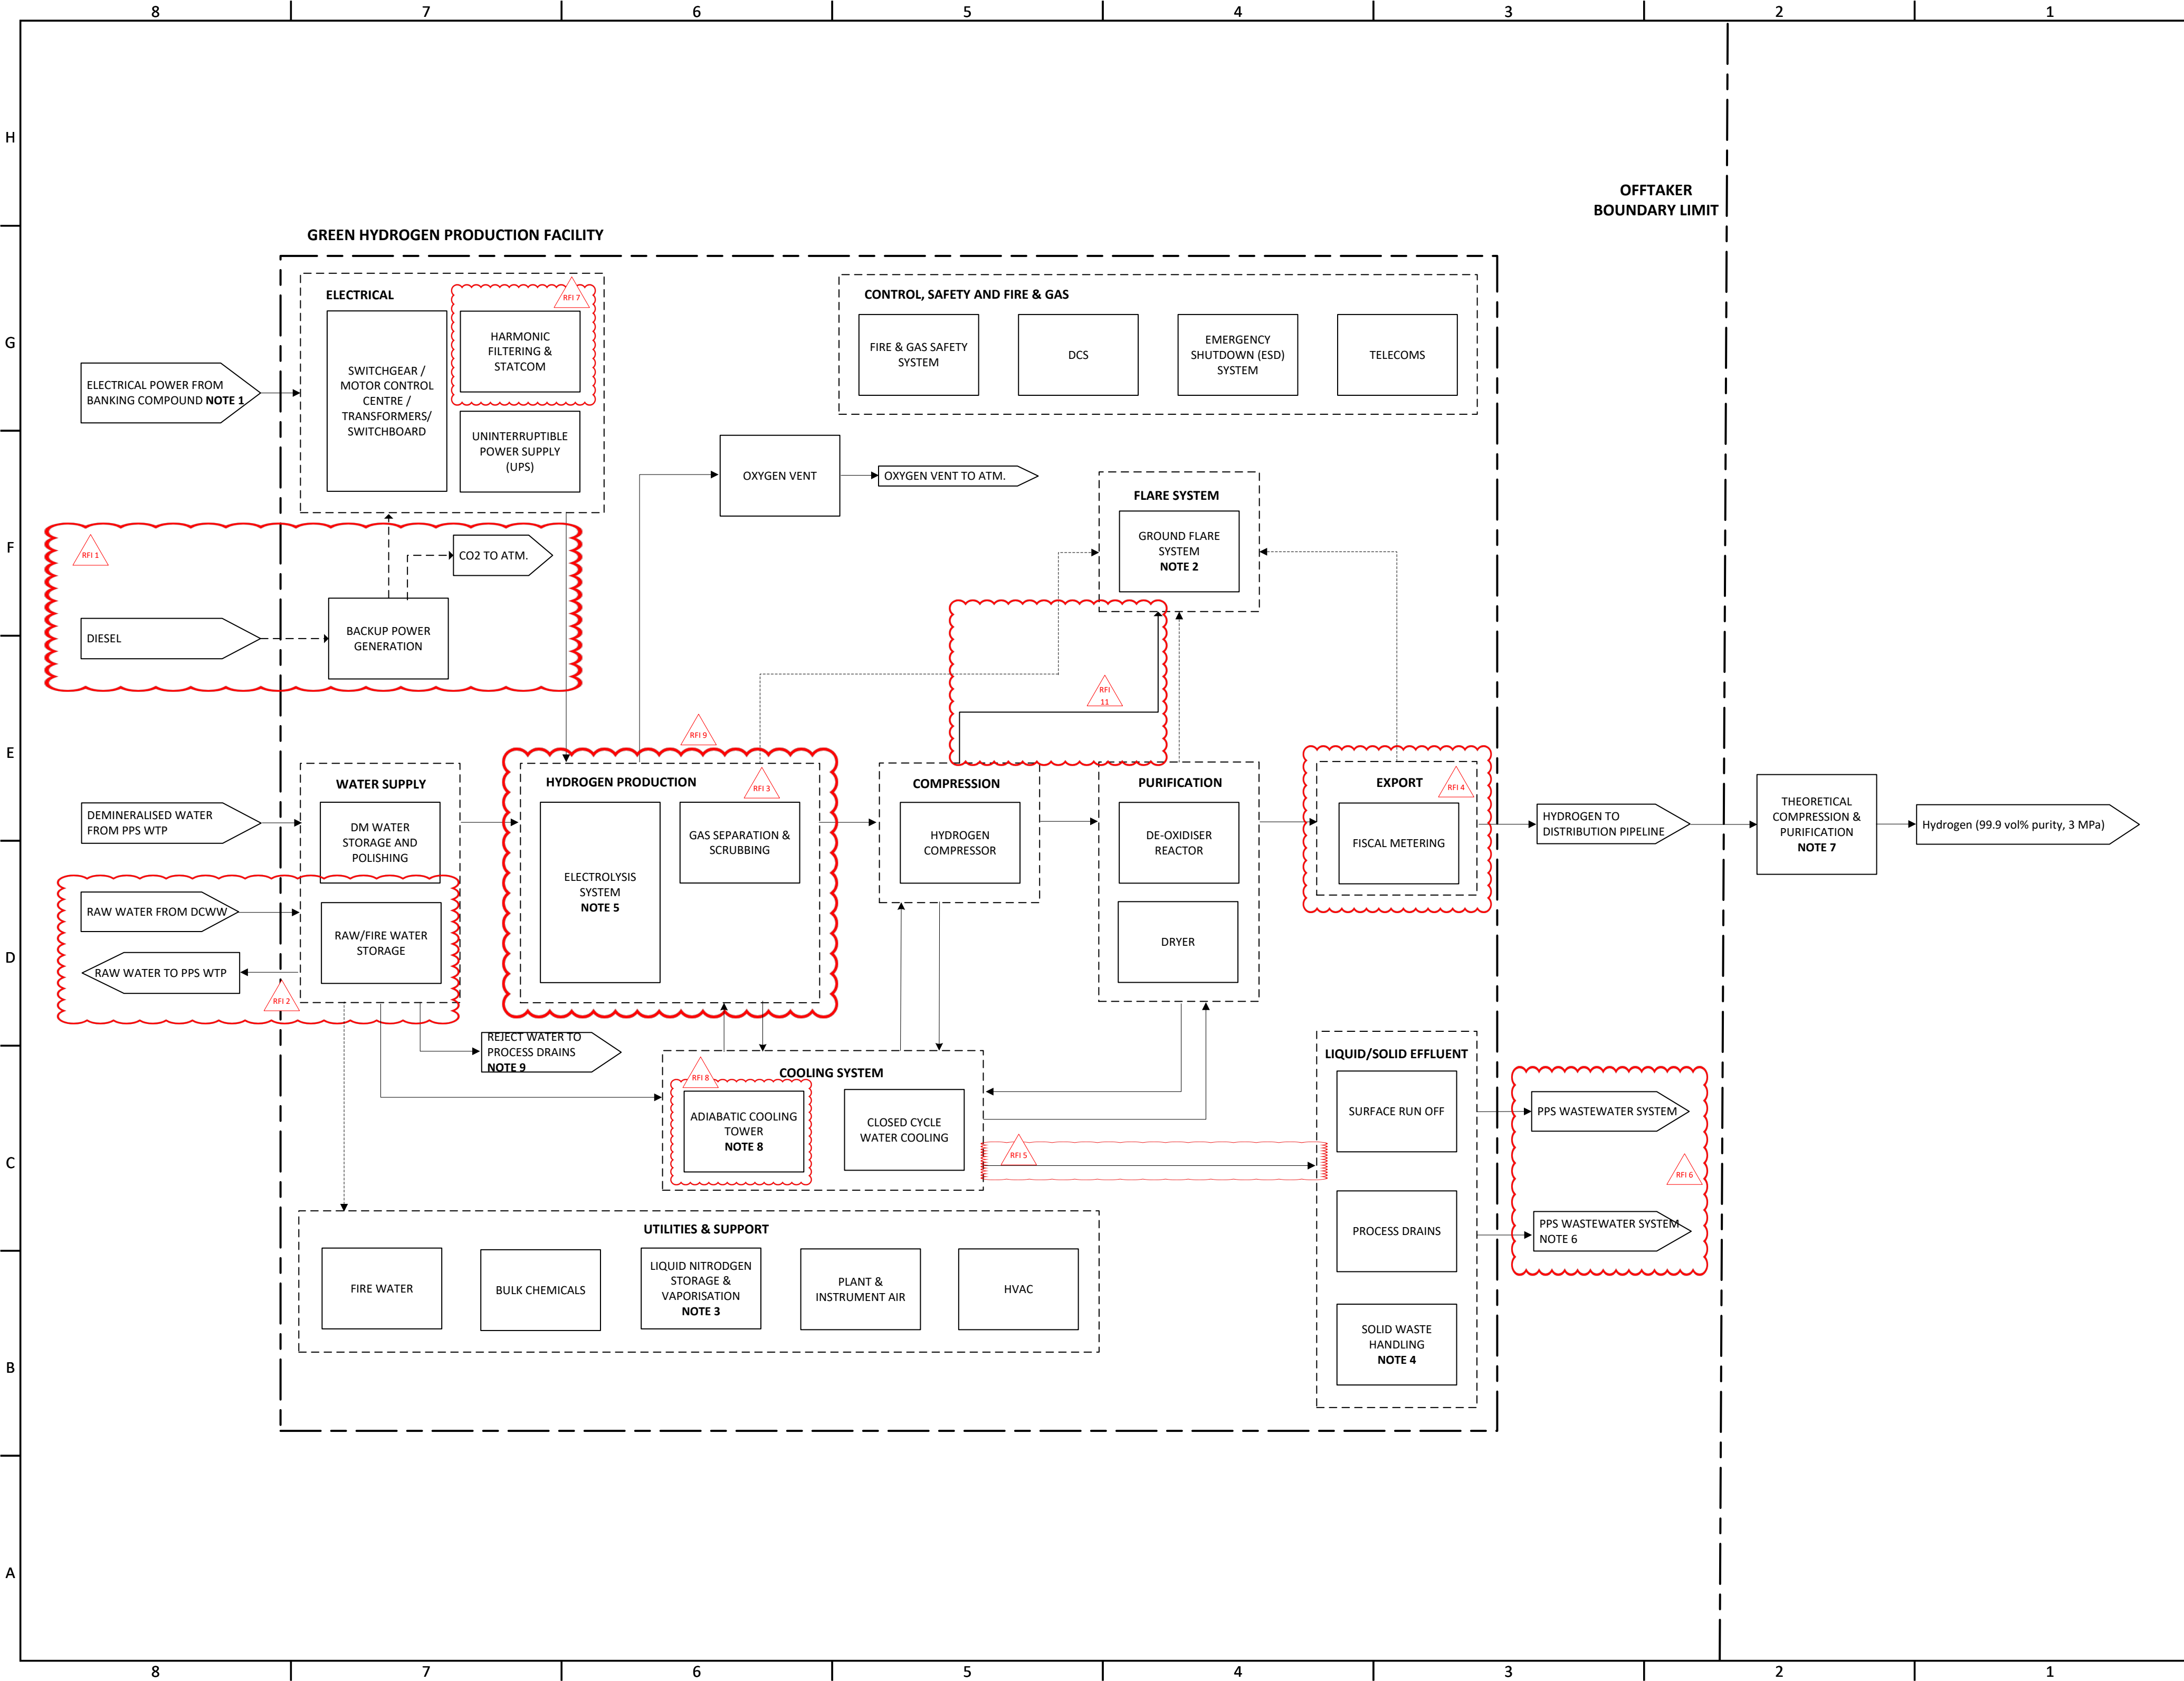 8 7 6 5 4 3 2 1
H
G
F
E
D
C
B
A
OFFTAKER
BOUNDARY LIMIT
GREEN HYDROGEN PRODUCTION FACILITY
ELECTRICAL
SWITCHGEAR /
MOTOR CONTROL
CENTRE /
TRANSFORMERS/
SWITCHBOARD
RFI 7
HARMONIC
FILTERING &
STATCOM
UNINTERRUPTIBLE
POWER SUPPLY
(UPS)
ELECTRICAL POWER FROM
BANKING COMPOUND NOTE 1
CONTROL, SAFETY AND FIRE & GAS
FIRE & GAS SAFETY
SYSTEM
DCS
EMERGENCY
SHUTDOWN (ESD)
SYSTEM
TELECOMS
OXYGEN VENT
OXYGEN VENT TO ATM.
FLARE SYSTEM
GROUND FLARE
SYSTEM
NOTE 2
RFI 1
CO2 TO ATM.
DIESEL
BACKUP POWER
GENERATION
RFI
11
RFI 9
WATER SUPPLY
DEMINERALISED WATER
FROM PPS WTP
DM WATER
STORAGE AND
POLISHING
RAW WATER FROM DCWW
RAW/FIRE WATER
STORAGE
RAW WATER TO PPS WTP
RFI 2
HYDROGEN PRODUCTION
RFI 3
ELECTROLYSIS
SYSTEM
NOTE 5
GAS SEPARATION &
SCRUBBING
COMPRESSION
HYDROGEN
COMPRESSOR
PURIFICATION
DE-OXIDISER
REACTOR
DRYER
EXPORT
RFI 4
FISCAL METERING
HYDROGEN TO
DISTRIBUTION PIPELINE
THEORETICAL
COMPRESSION &
PURIFICATION
NOTE 7
Hydrogen (99.9 vol% purity, 3 MPa)
REJECT WATER TO
PROCESS DRAINS
NOTE 9
COOLING SYSTEM
RFI 8
ADIABATIC COOLING
TOWER
NOTE 8
CLOSED CYCLE
WATER COOLING
RFI 5
LIQUID/SOLID EFFLUENT
SURFACE RUN OFF
PROCESS DRAINS
SOLID WASTE
HANDLING
NOTE 4
PPS WASTEWATER SYSTEM
RFI 6
PPS WASTEWATER SYSTEM
NOTE 6
UTILITIES & SUPPORT
FIRE WATER
BULK CHEMICALS
LIQUID NITRODGEN
STORAGE &
VAPORISATION
NOTE 3
PLANT &
INSTRUMENT AIR
HVAC
8 7 6 5 4 3 2 1